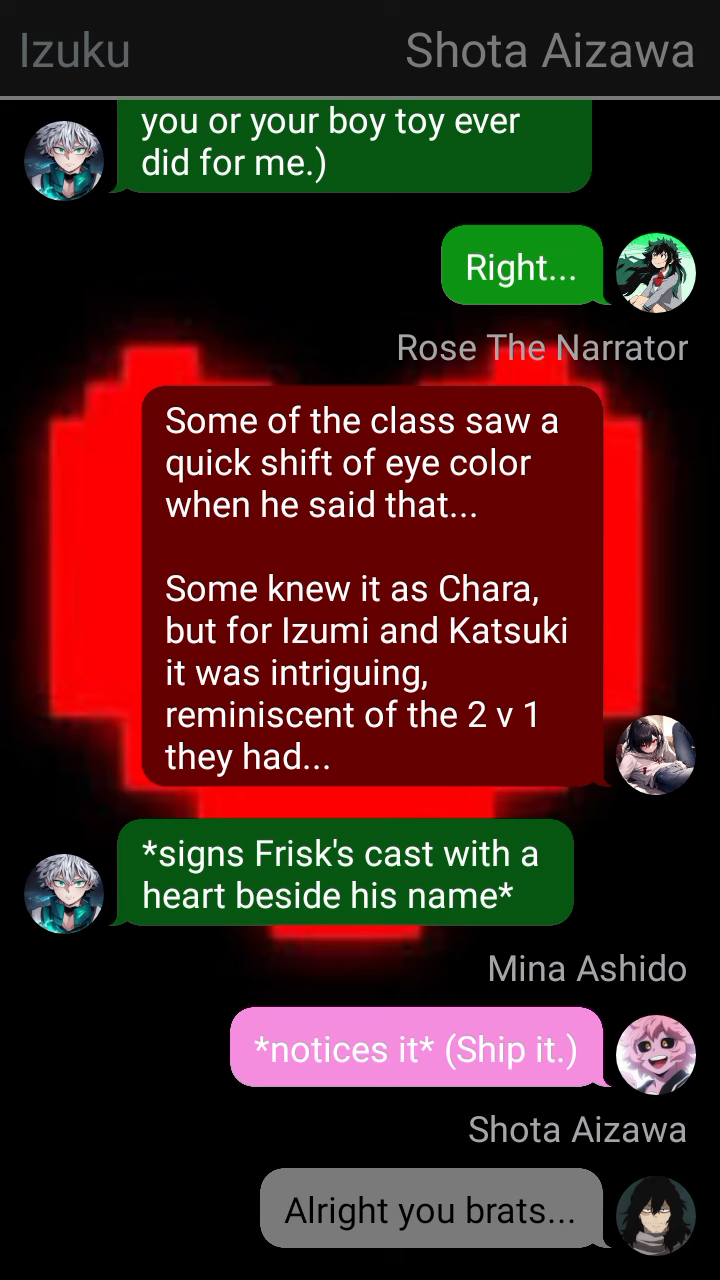 Izuku
Shota Aizawa
you or your boy toy ever
did for me.)
Right...
Rose The Narrator
Some of the class saw a
quick shift of eye color
when he said that...
Some knew it as Chara,
but for Izumi and Katsuki
it was intriguing,
reminiscent of the 2 v 1
they had...
*signs Frisk's cast with a
heart beside his name*
Mina Ashido
*notices it* (Ship it.)
Shota Aizawa
Alright you brats...